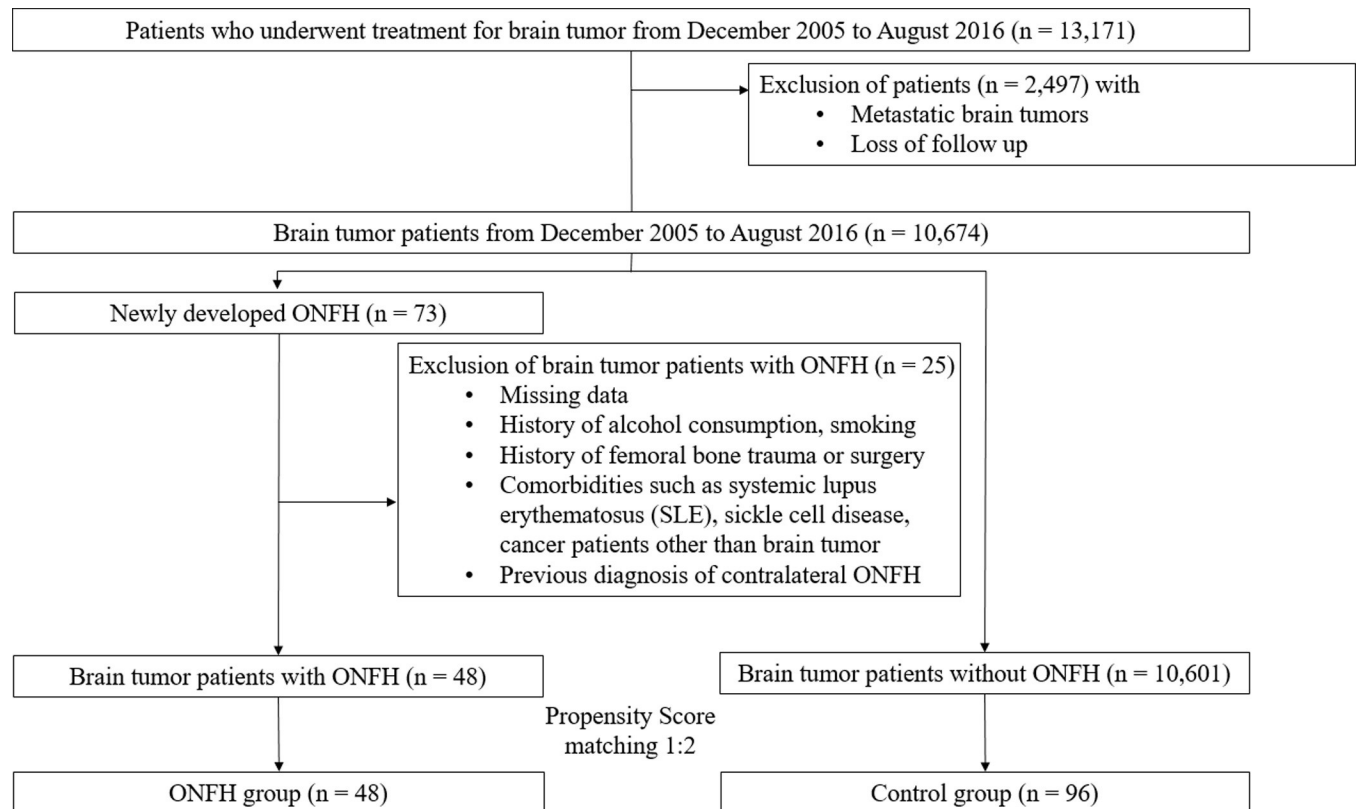 Patients who underwent treatment for brain tumor from December 2005 to August 2016 (n = 13,171)
Exclusion of patients (n = 2,497) with
• Metastatic brain tumors
• Loss of follow up
Brain tumor patients from December 2005 to August 2016 (n = 10,674)
Newly developed ONFH (n = 73)
Exclusion of brain tumor patients with ONFH (n = 25)
• Missing data
• History of alcohol consumption, smoking
• History of femoral bone trauma or surgery
• Comorbidities such as systemic lupus
erythematosus (SLE), sickle cell disease,
cancer patients other than brain tumor
• Previous diagnosis of contralateral ONFH
Brain tumor patients with ONFH (n = 48)
Brain tumor patients without ONFH (n = 10,601)
Propensity Score
matching 1:2
ONFH group (n = 48)
Control group (n = 96)